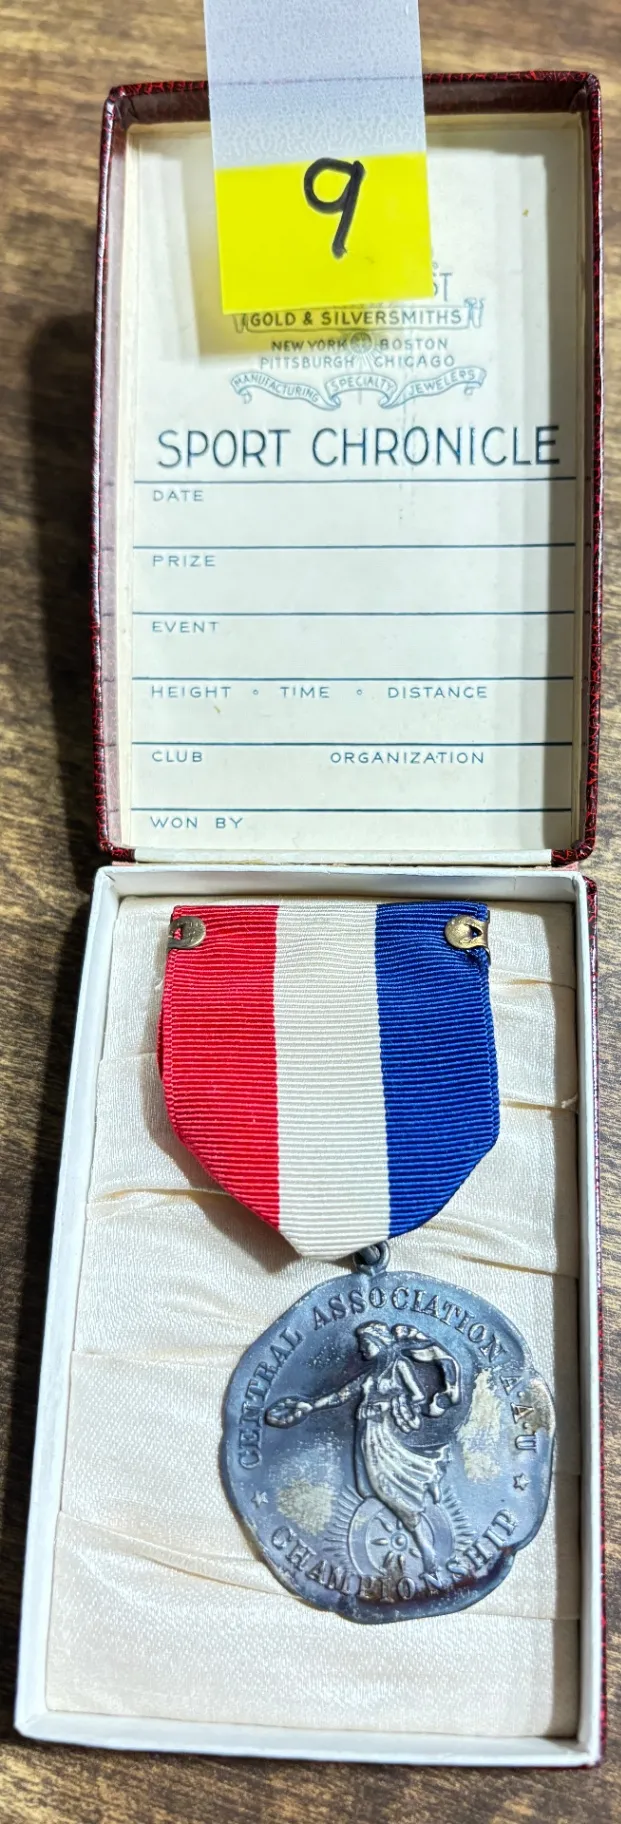 9
GOLD & SILVERSMITHS
NEW YORK BOSTON
PITTSBURGH CHICAGO
MANUFACTURING SPECIALTY JEWELERS
SPORT CHRONICLE
DATE
PRIZE
EVENT
HEIGHT ∘ TIME ∘ DISTANCE
CLUB ORGANIZATION
WON BY
CENTRAL ASSOCIATION A·A·U
★ CHAMPIONSHIP ★